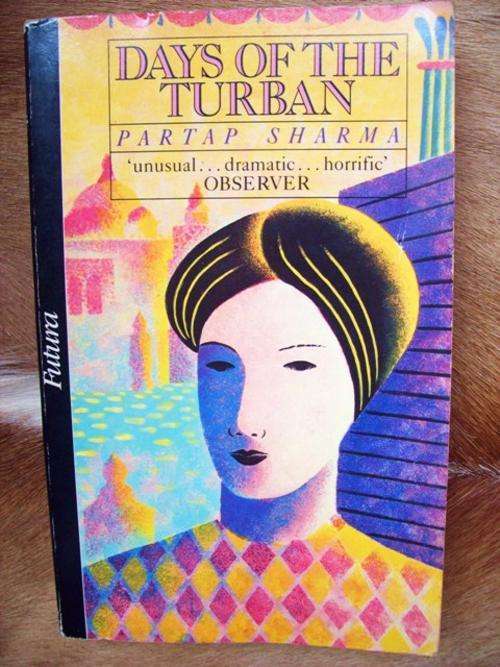 DAYS OF THE
TURBAN
PARTAP SHARMA
'unusual... dramatic... horrific'
OBSERVER
Futura